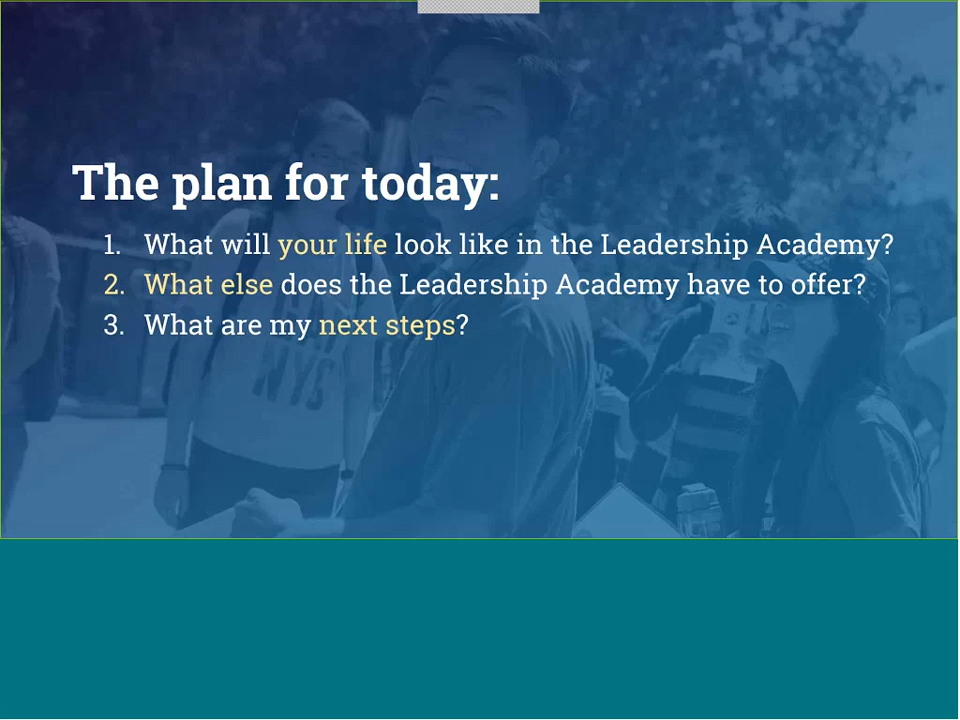 The plan for today:
1. What will your life look like in the Leadership Academy?
2. What else does the Leadership Academy have to offer?
3. What are my next steps?
NYC